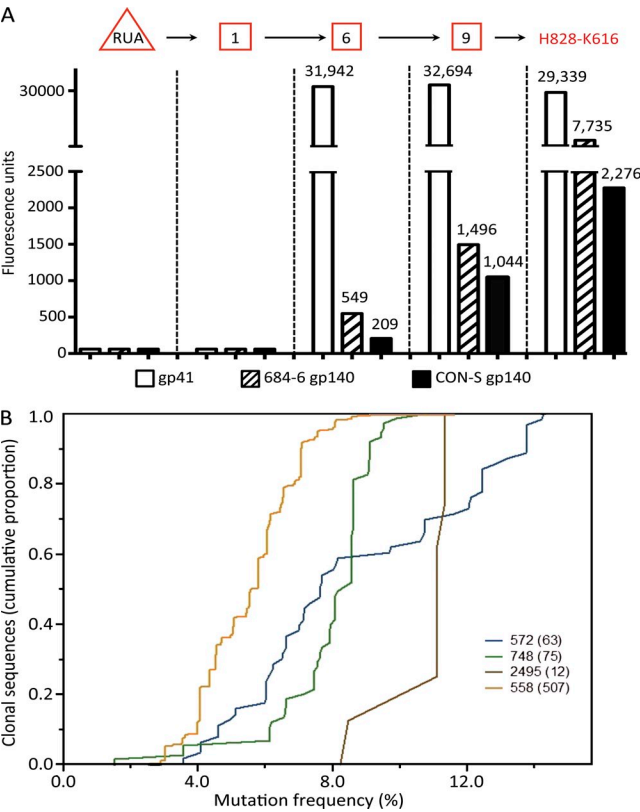 A
RUA 1 6 9 H828-K616
31,942 32,694 29,339
30000
7,735
Fluorescence units
2500
2,276
2000
1500
1,496
1000
1,044
549
500
209
0
gp41 684-6 gp140 CON-S gp140
B
Clonal sequences (cumulative proportion)
1.0
0.8
0.6
0.4
0.2
0.0
572 (63)
748 (75)
2495 (12)
558 (507)
0.0 4.0 8.0 12.0
Mutation frequency (%)